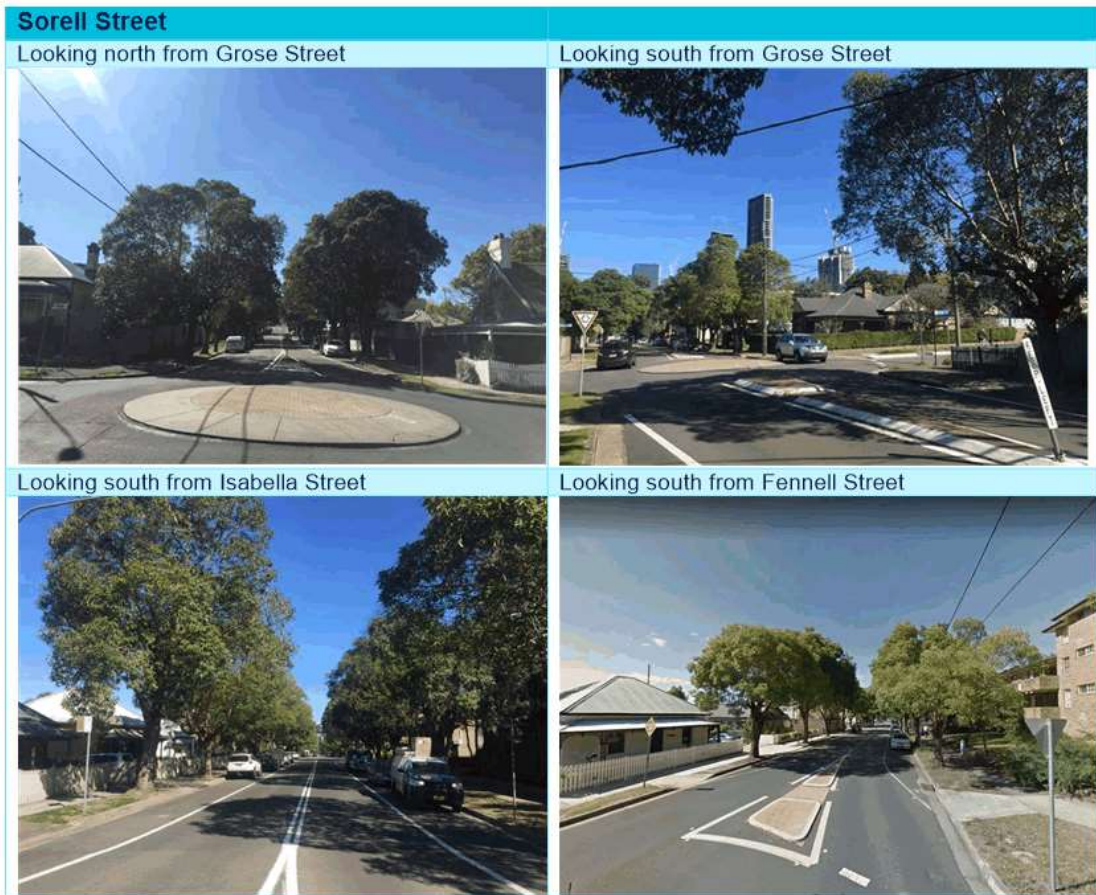 Sorell Street
Looking north from Grose Street
Looking south from Grose Street
Looking south from Isabella Street
Looking south from Fennell Street